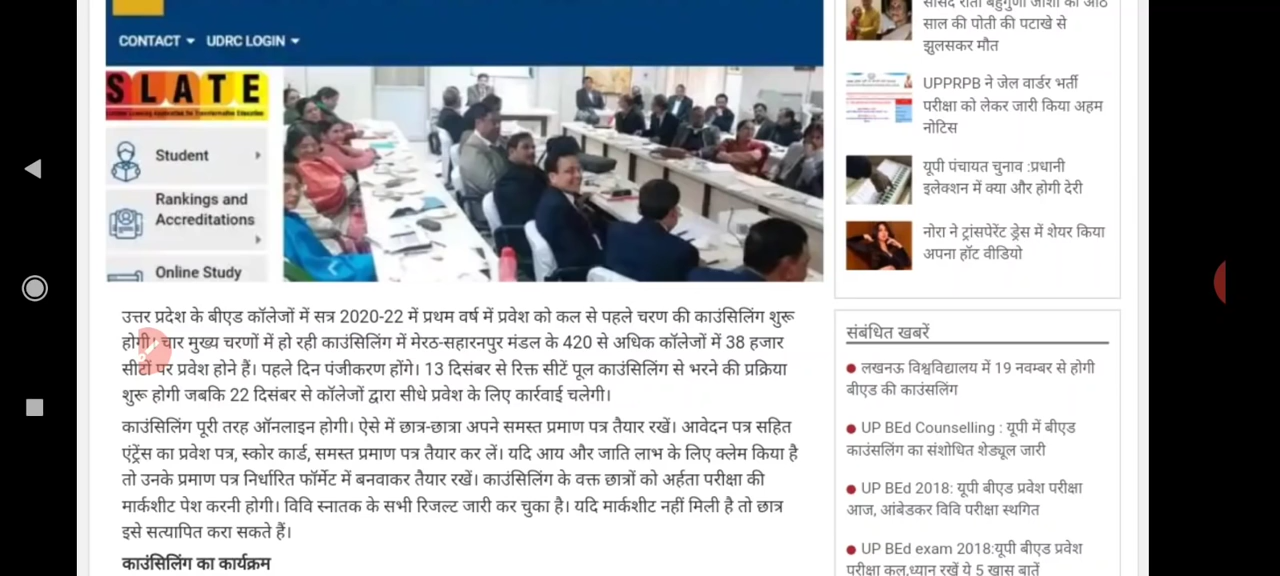 CONTACT UDRC LOGIN
SLATE
Student
Rankings and
Accreditations
Online Study
उत्तर प्रदेश के बीएड कॉलेजों में सत्र 2020-22 में प्रथम वर्ष में प्रवेश को कल से पहले चरण की काउंसिलिंग शुरू
होगी। चार मुख्य चरणों में हो रही काउंसिलिंग में मेरठ-सहारनपुर मंडल के 420 से अधिक कॉलेजों में 38 हजार
सीटों पर प्रवेश होने हैं। पहले दिन पंजीकरण होंगे। 13 दिसंबर से रिक्त सीटें पूल काउंसिलिंग से भरने की प्रक्रिया
शुरू होगी जबकि 22 दिसंबर से कॉलेजों द्वारा सीधे प्रवेश के लिए कार्रवाई चलेगी।
काउंसिलिंग पूरी तरह ऑनलाइन होगी। ऐसे में छात्र-छात्रा अपने समस्त प्रमाण पत्र तैयार रखें। आवेदन पत्र सहित
एंट्रेंस का प्रवेश पत्र, स्कोर कार्ड, समस्त प्रमाण पत्र तैयार कर लें। यदि आय और जाति लाभ के लिए क्लेम किया है
तो उनके प्रमाण पत्र निर्धारित फॉर्मेट में बनवाकर तैयार रखें। काउंसिलिंग के वक्त छात्रों को अर्हता परीक्षा की
मार्कशीट पेश करनी होगी। विवि स्नातक के सभी रिजल्ट जारी कर चुका है। यदि मार्कशीट नहीं मिली है तो छात्र
इसे सत्यापित करा सकते हैं।
काउंसिलिंग का कार्यक्रम
सांसद रीता बहुगुणा जोशी की आठ
साल की पोती की पटाखे से
झुलसकर मौत
UPPRPB ने जेल वार्डर भर्ती
परीक्षा को लेकर जारी किया अहम
नोटिस
यूपी पंचायत चुनाव :प्रधानी
इलेक्शन में क्या और होगी देरी
नोरा ने ट्रांसपेरेंट ड्रेस में शेयर किया
अपना हॉट वीडियो
संबंधित खबरें
लखनऊ विश्वविद्यालय में 19 नवम्बर से होगी
बीएड की काउंसलिंग
UP BEd Counselling : यूपी में बीएड
काउंसलिंग का संशोधित शेड्यूल जारी
UP BEd 2018: यूपी बीएड प्रवेश परीक्षा
आज, आंबेडकर विवि परीक्षा स्थगित
UP BEd exam 2018:यूपी बीएड प्रवेश
परीक्षा कल,ध्यान रखें ये 5 खास बातें